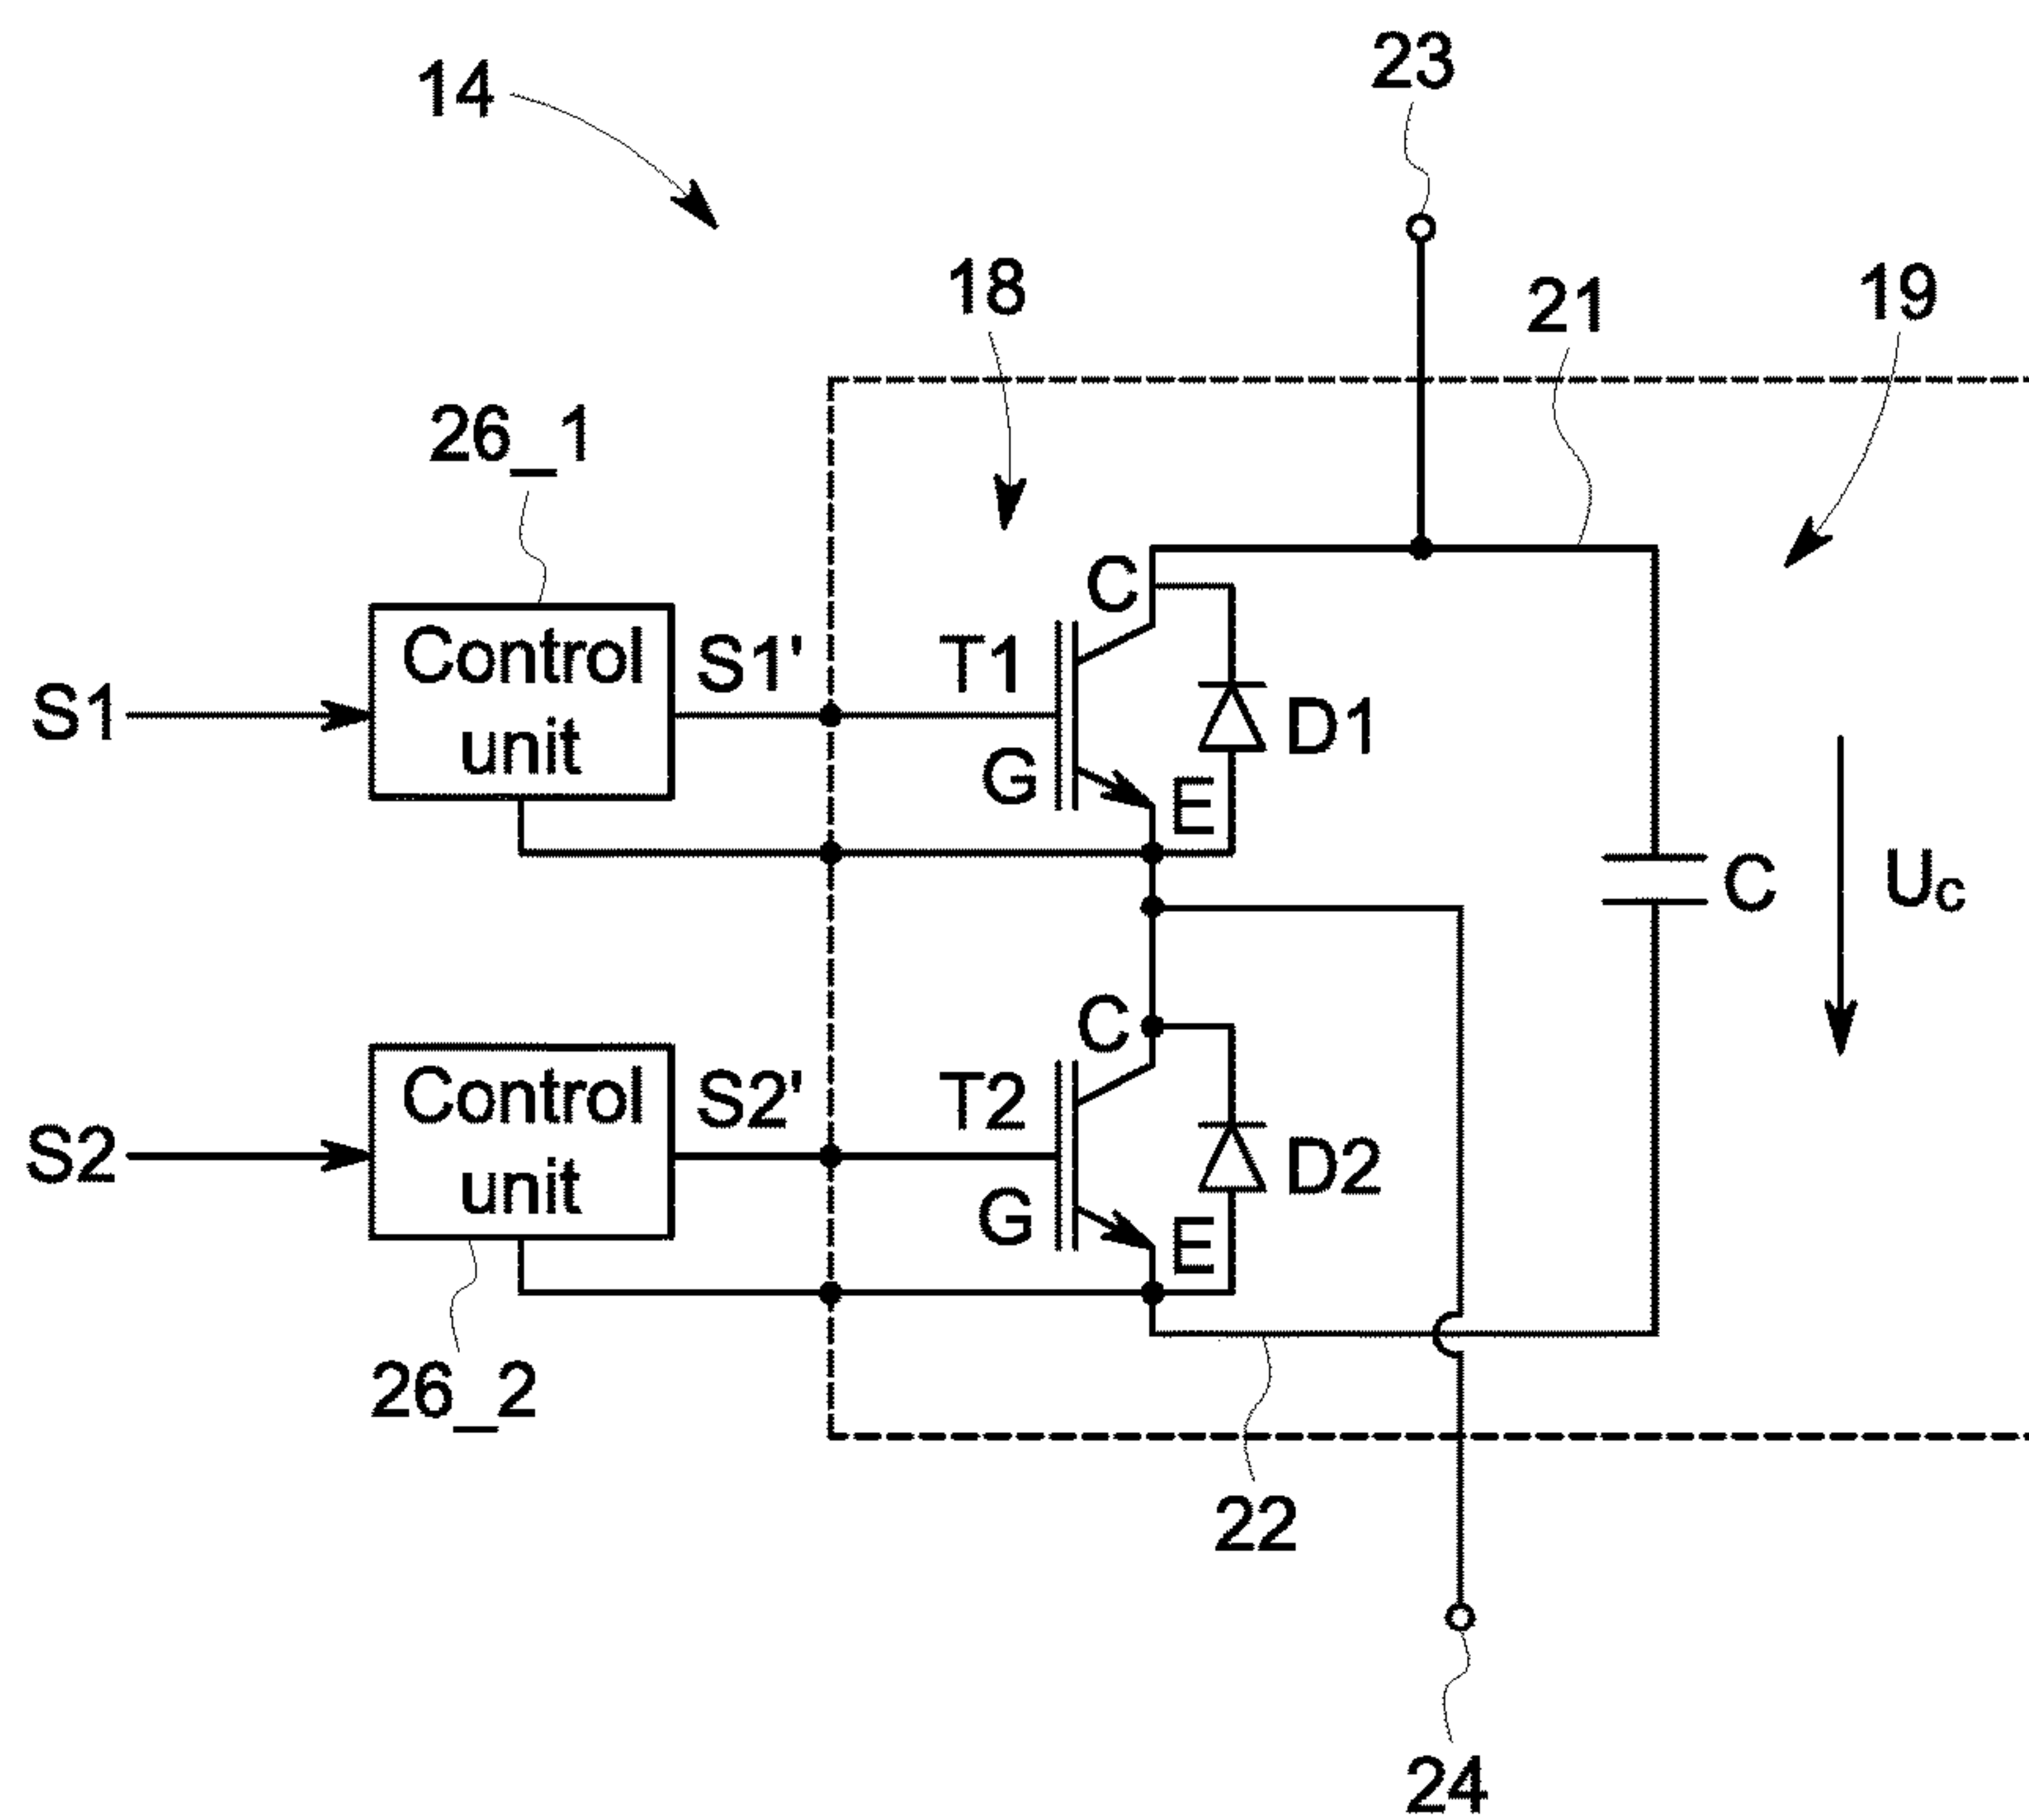 23
14
18
21
19
26_1
C
Control
unit
S1'
T1
S1
D1
G
E
C
Uc
C
Control
unit
S2'
T2
S2
D2
G
E
26_2
22
24